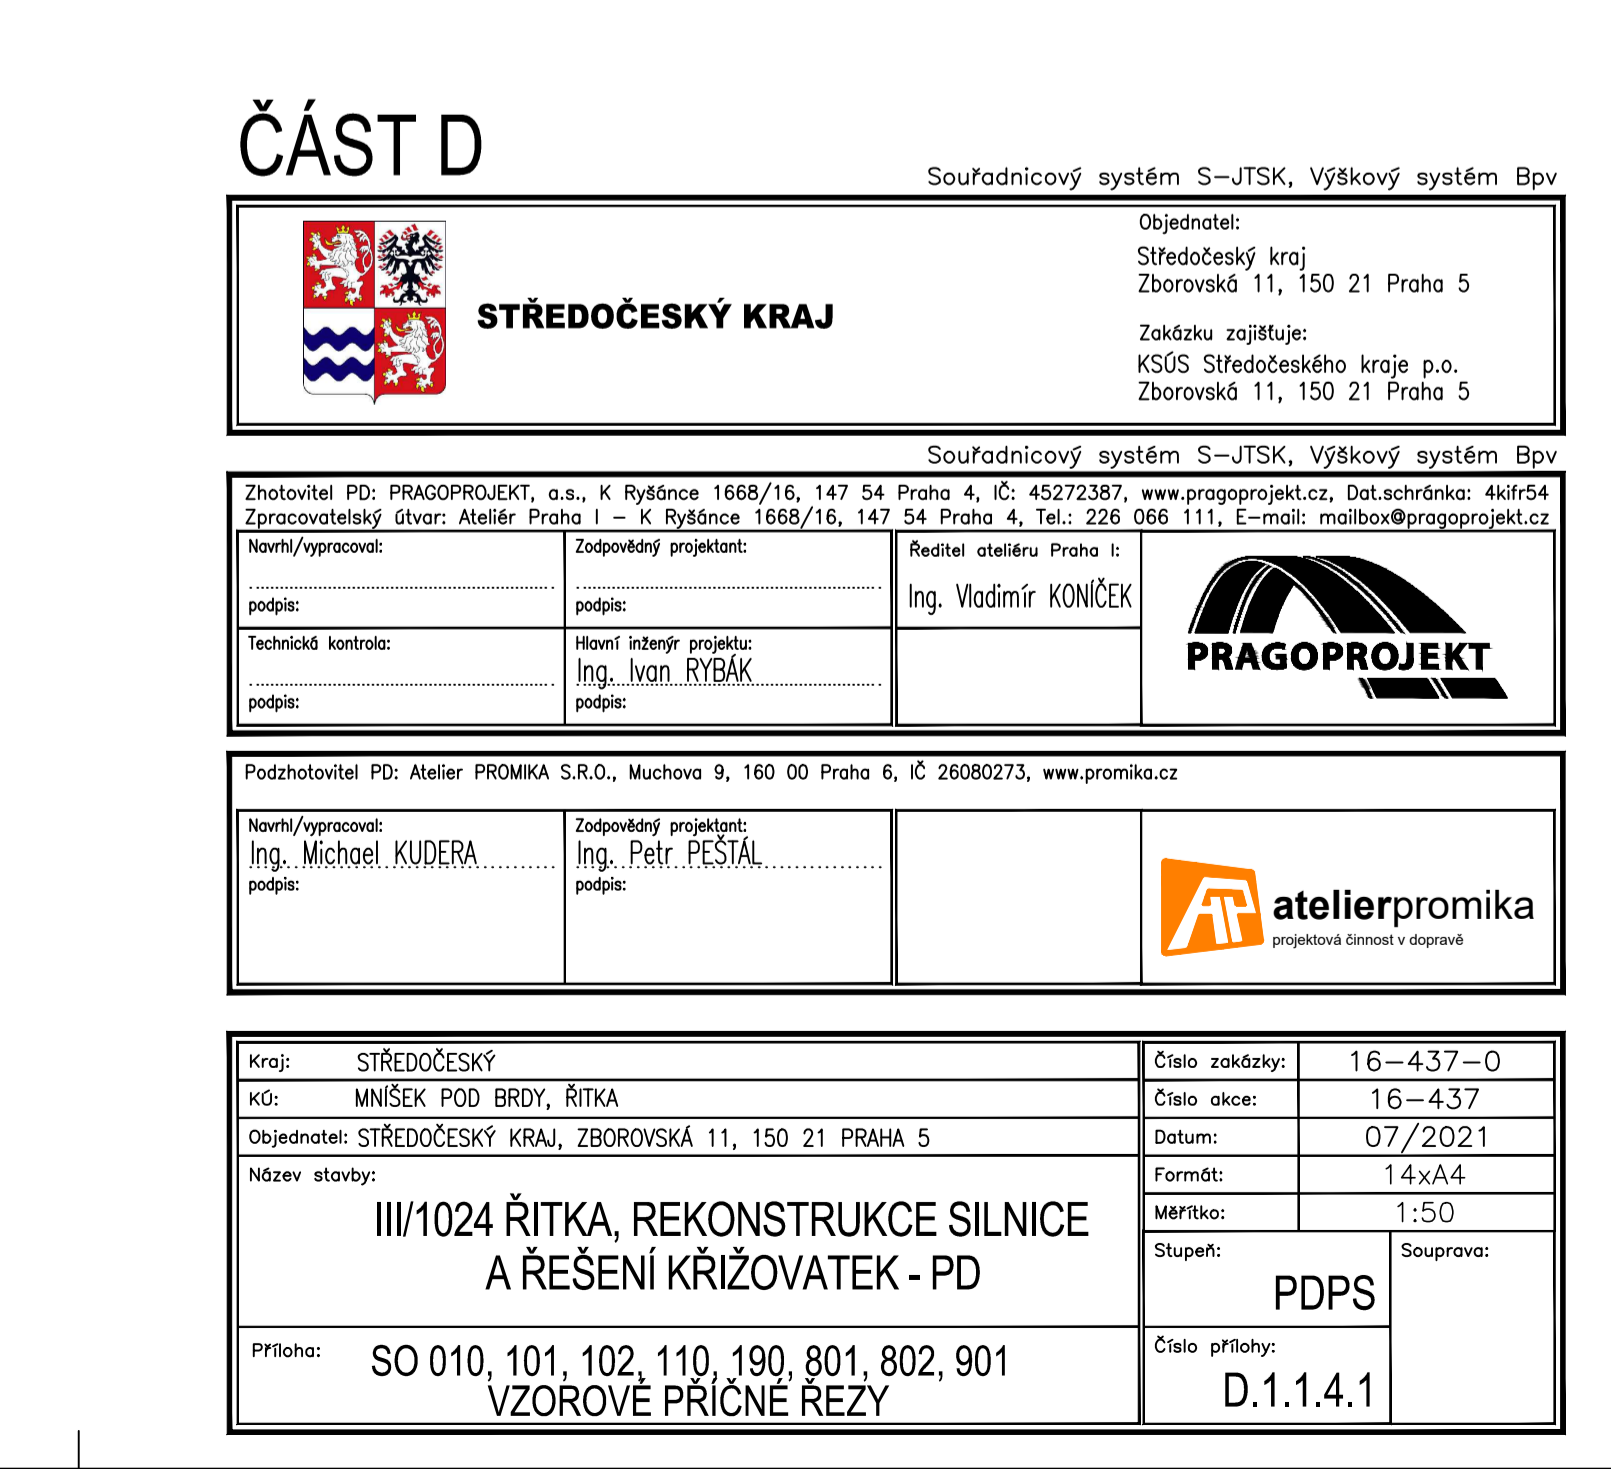 ČÁST D
Souřadnicový systém S-JTSK, Výškový systém Bpv
STŘEDOČESKÝ KRAJ
Objednatel:
Středočeský kraj
Zborovská 11, 150 21 Praha 5
Zakázku zajišťuje:
KSÚS Středočeského kraje p.o.
Zborovská 11, 150 21 Praha 5
Souřadnicový systém S-JTSK, Výškový systém Bpv
Zhotovitel PD: PRAGOPROJEKT, a.s., K Ryšánce 1668/16, 147 54 Praha 4, IČ: 45272387, www.pragoprojekt.cz, Dat.schránka: 4kifr54
Zpracovatelský útvar: Ateliér Praha I - K Ryšánce 1668/16, 147 54 Praha 4, Tel.: 226 066 111, E-mail: mailbox@pragoprojekt.cz
Navrhl/vypracoval:
podpis:
Zodpovědný projektant:
podpis:
Ředitel ateliéru Praha I:
Ing. Vladimír KONÍČEK
Technická kontrola:
podpis:
Hlavní inženýr projektu:
Ing. Ivan RYBÁK
podpis:
PRAGOPROJEKT
Podzhotovitel PD: Atelier PROMIKA S.R.O., Muchova 9, 160 00 Praha 6, IČ 26080273, www.promika.cz
Navrhl/vypracoval:
Ing. Michael KUDERA
podpis:
Zodpovědný projektant:
Ing. Petr PEŠTÁL
podpis:
AP
atelierpromika
projektová činnost v dopravě
Kraj: STŘEDOČESKÝ
KÚ: MNÍŠEK POD BRDY, ŘITKA
Objednatel: STŘEDOČESKÝ KRAJ, ZBOROVSKÁ 11, 150 21 PRAHA 5
Název stavby:
III/1024 ŘITKA, REKONSTRUKCE SILNICE
A ŘEŠENÍ KŘIŽOVATEK - PD
Příloha: SO 010, 101, 102, 110, 190, 801, 802, 901
VZOROVÉ PŘÍČNÉ ŘEZY
Číslo zakázky: 16-437-0
Číslo akce: 16-437
Datum: 07/2021
Formát: 14xA4
Měřítko: 1:50
Stupeň:
PDPS
Souprava:
Číslo přílohy:
D.1.1.4.1